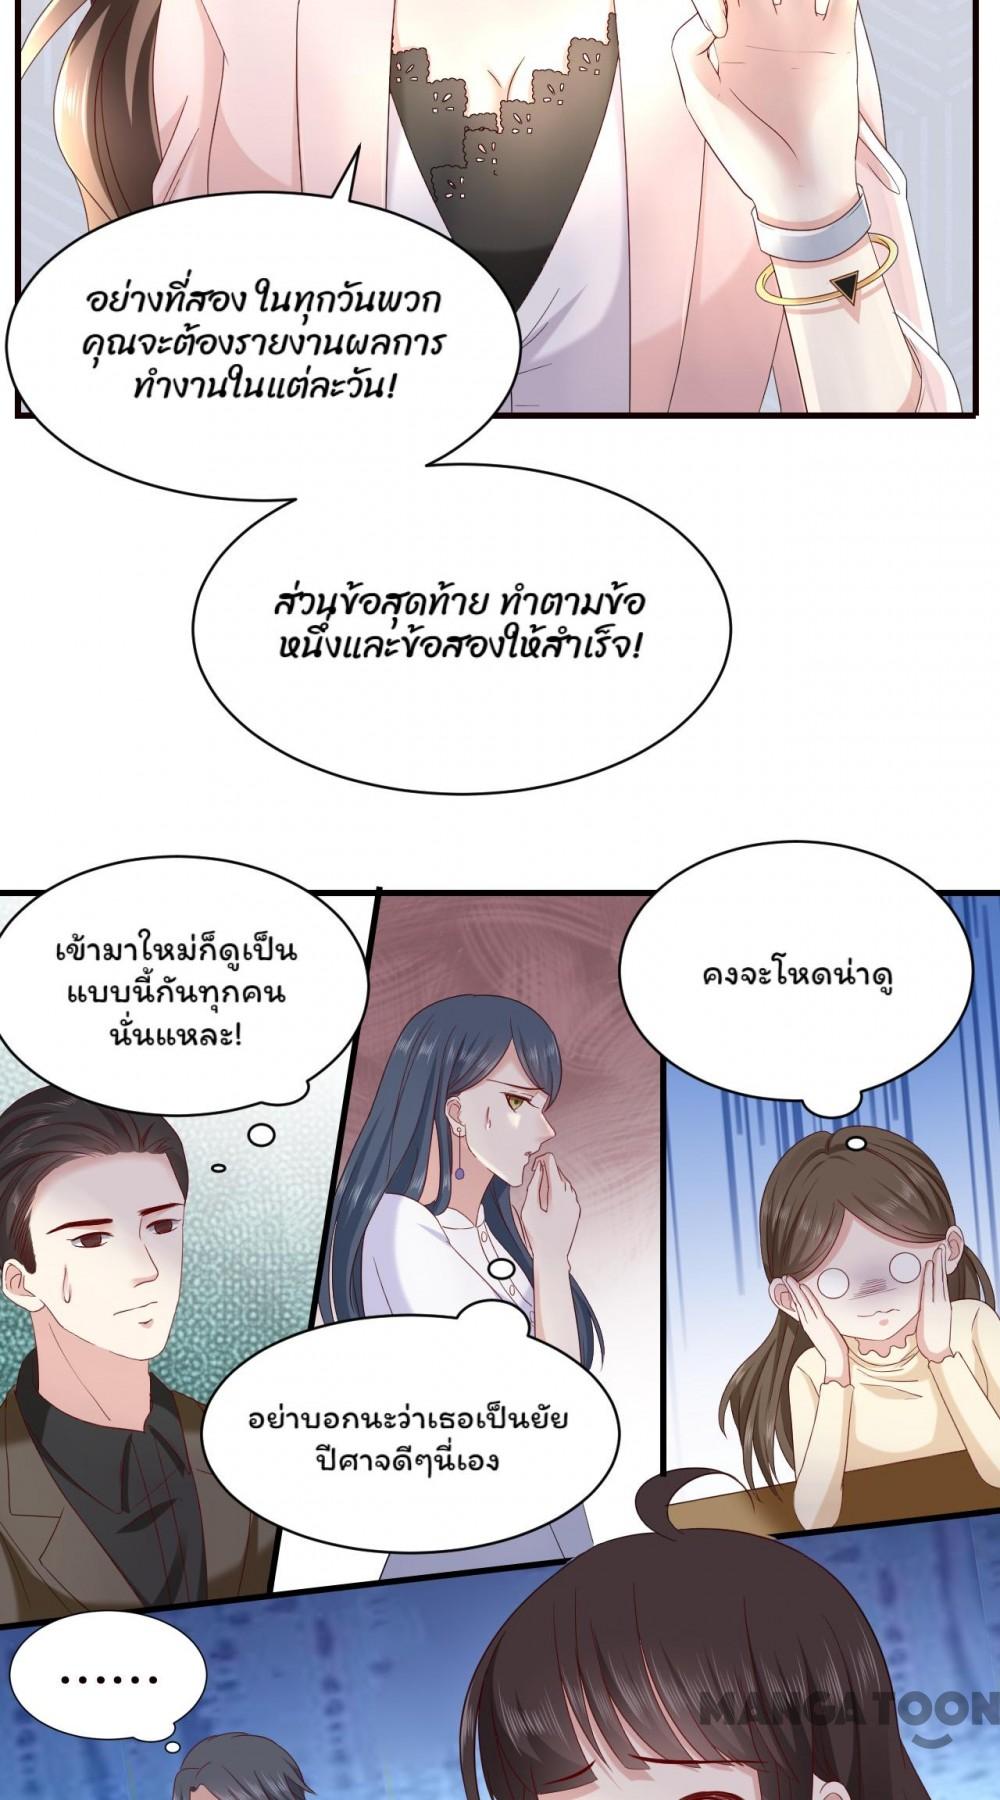 อย่างที่สอง ในทุกวันพวก
คุณจะต้องรายงานผลการ
ทำงานในแต่ละวัน!
ส่วนข้อสุดท้าย ทำตามข้อ
หนึ่งและข้อสองให้สำเร็จ!
เข้ามาใหม่ก็ดูเป็น
แบบนี้กันทุกคน
นั่นแหละ!
คงจะโหดน่าดู
อย่าบอกนะว่าเธอเป็นยัย
ปีศาจดีๆนี่เอง
......
MANGATOON